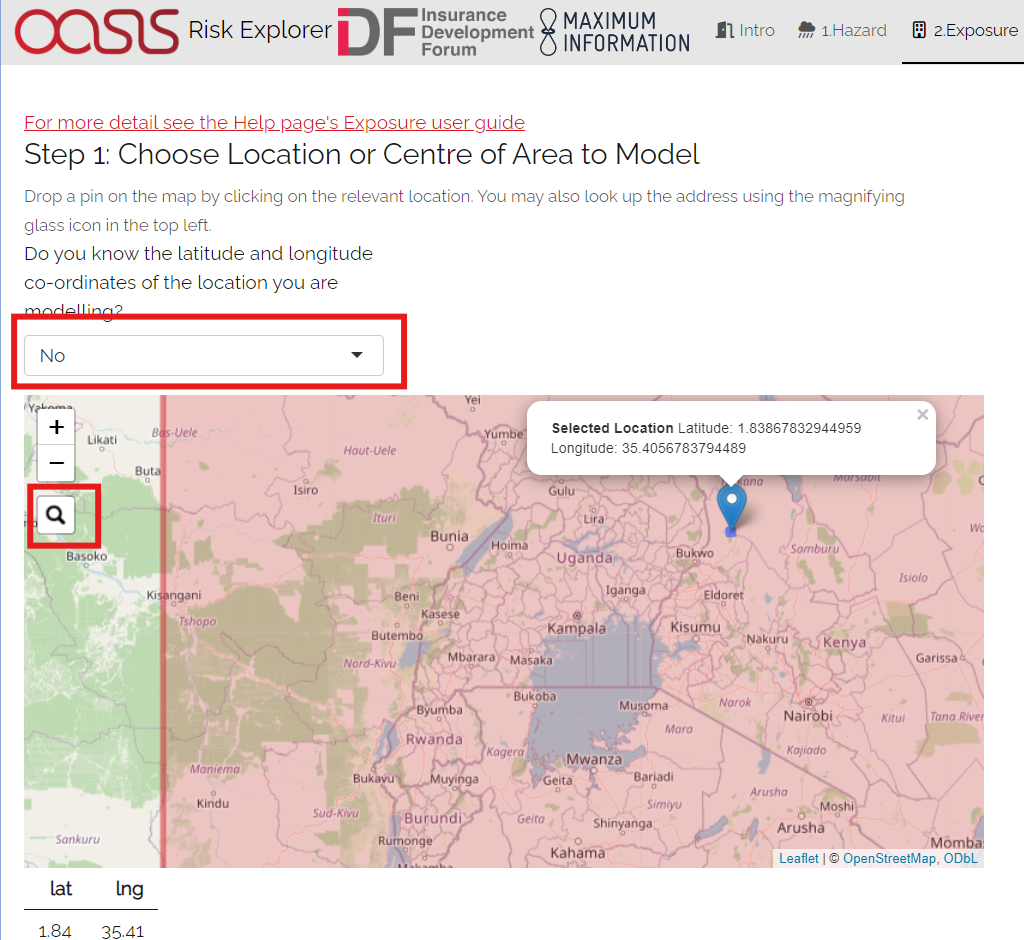 OASIS Risk Explorer IDF Insurance Development Forum MAXIMUM INFORMATION Intro 1.Hazard 2.Exposure
For more detail see the Help page's Exposure user guide
Step 1: Choose Location or Centre of Area to Model
Drop a pin on the map by clicking on the relevant location. You may also look up the address using the magnifying
glass icon in the top left.
Do you know the latitude and longitude
co-ordinates of the location you are
modelling?
No
Yei
Yakoma
+
Selected Location Latitude: 1.83867832944959
×
Longitude: 35.4056783794489
Bas-Uele
Yumbe
Likati
Haut-Uele
−
Buta
Marsabit
Isiro
Gulu
Ituri
Lira
Bunia
Hoima
Uganda
Bukwo
Samburu
Basoko
Isiolo
Kisangani
Beni
Iganga
Eldoret
Kasese
Tshopo
Kampala
Kisumu
Butembo
Nakuru
Kenya
Nord-Kivu
Mbarara
Masaka
Garissa
Bukoba
Byumba
Musoma
Narok
Nairobi
Kitui
Tana River
Rwanda
Mara
Kagera
Kajiado
Maniema
Mwanza
Bukavu
Muyinga
Geita
Bariadi
Arusha
Kindu
Simiyu
Moshi
Sud-Kivu
Burundi
Geita
Shinyanga
Arusha
Sankuru
Rumonge
Kahama
Mombas
Makamba
Leaflet | © OpenStreetMap, ODbL
lat lng
1.84 35.41